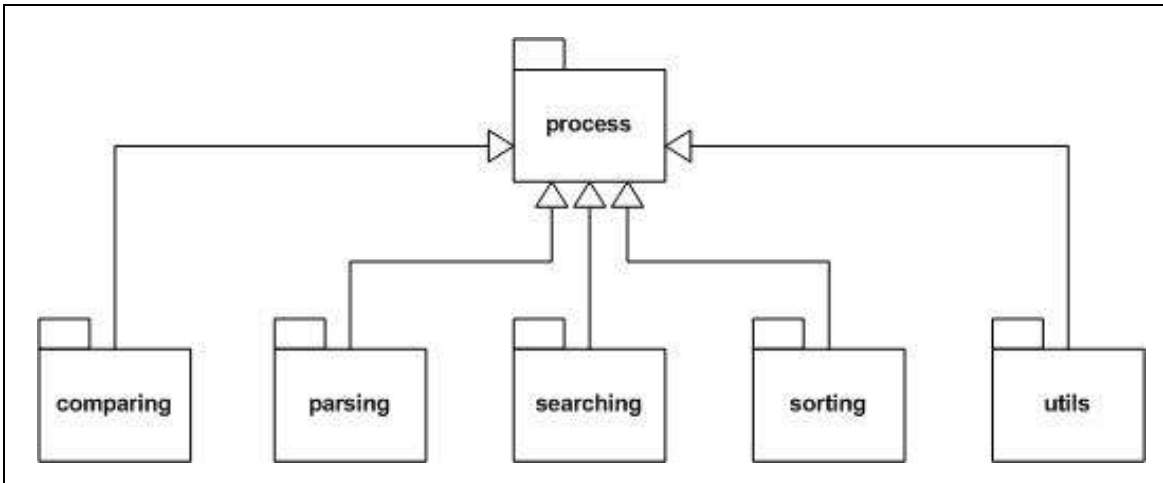 process
comparing
parsing
searching
sorting
utils